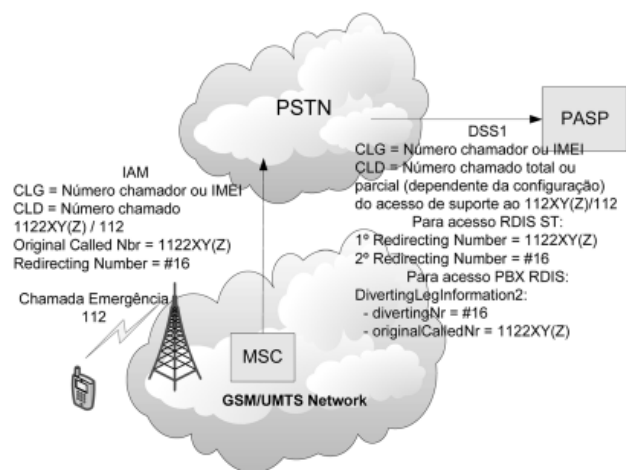 PSTN
PASP
DSS1
CLG = Número chamador ou IMEI
CLD = Número chamado total ou
parcial (dependente da configuração)
do acesso de suporte ao 112XY(Z)/112
Para acesso RDIS ST:
1º Redirecting Number = 1122XY(Z)
2º Redirecting Number = #16
Para acesso PBX RDIS:
DivertingLegInformation2:
- divertingNr = #16
- originalCalledNr = 1122XY(Z)
IAM
CLG = Número chamador ou IMEI
CLD = Número chamado
1122XY(Z) / 112
Original Called Nbr = 1122XY(Z)
Redirecting Number = #16
Chamada Emergência
112
MSC
GSM/UMTS Network